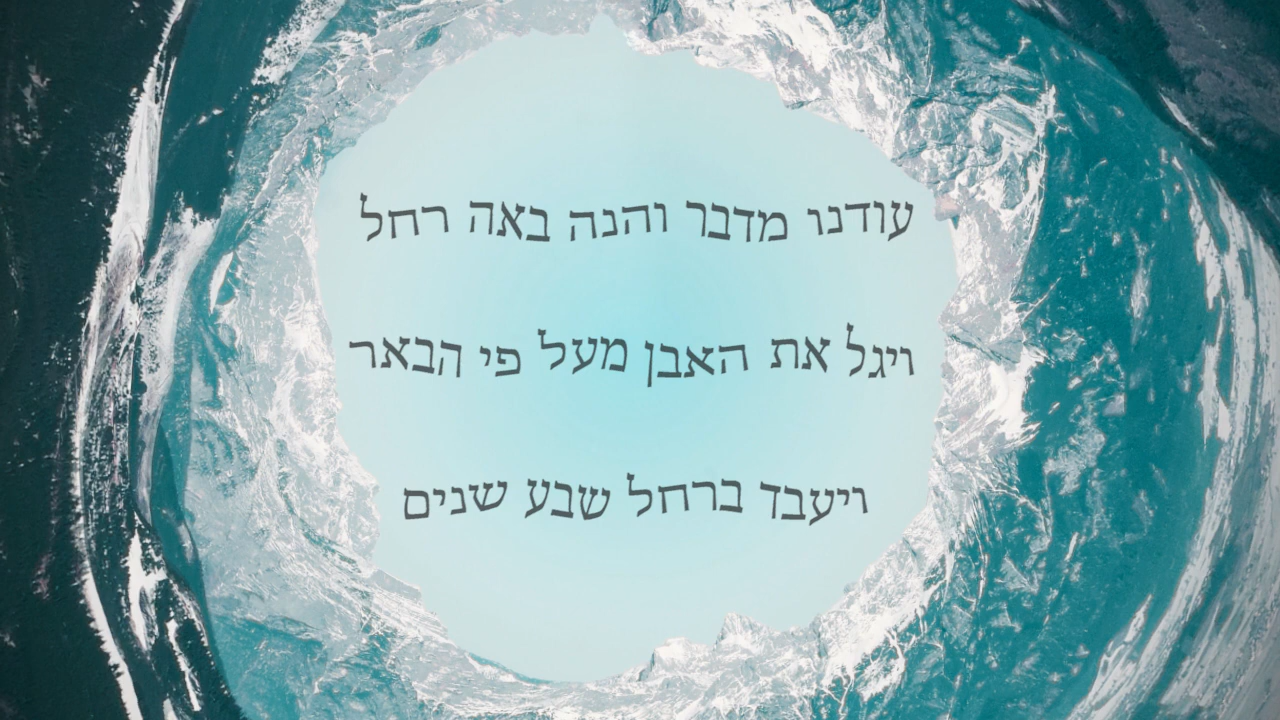 עודנו מדבר והנה באה רחל
ויגל את האבן מעל פי הבאר
ויעבד ברחל שבע שנים